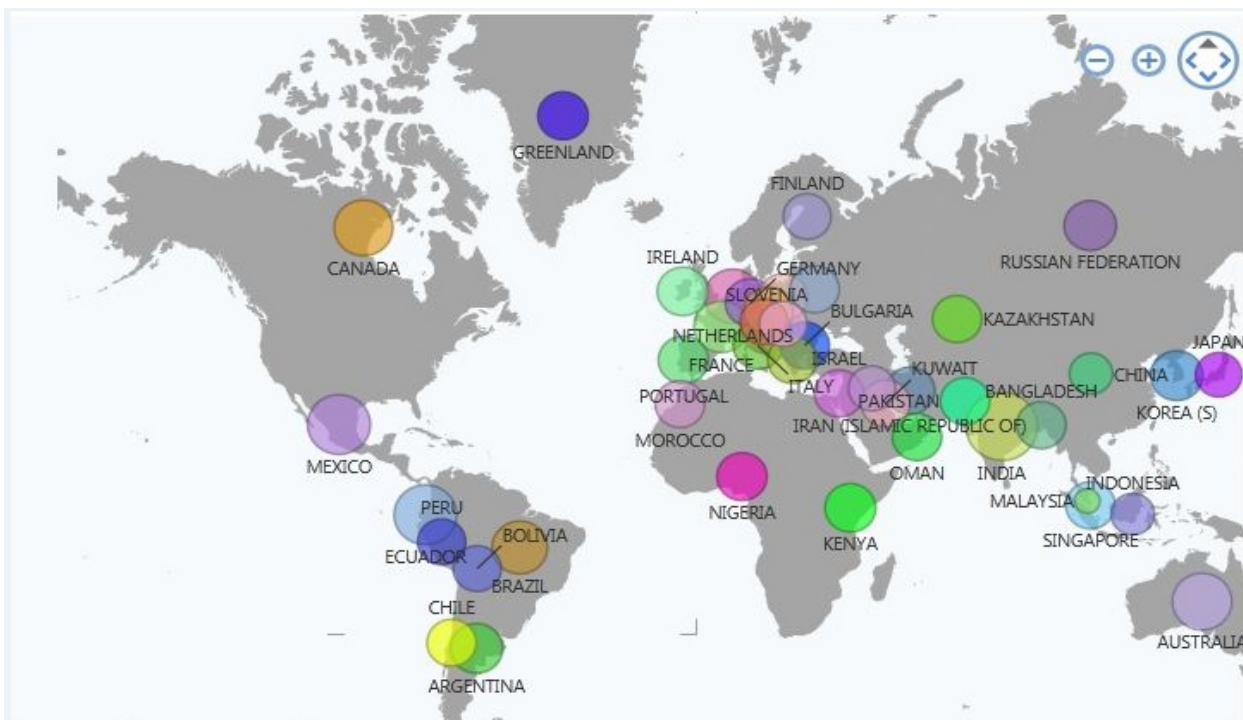 GREENLAND
FINLAND
CANADA
RUSSIAN FEDERATION
IRELAND
GERMANY
SLOVENIA
BULGARIA
KAZAKHSTAN
NETHERLANDS
JAPAN
FRANCE
ISRAEL
KUWAIT
CHINA
ITALY
PORTUGAL
PAKISTAN
BANGLADESH
KOREA (S)
MOROCCO
IRAN (ISLAMIC REPUBLIC OF)
MEXICO
OMAN
INDIA
INDONESIA
MALAYSIA
NIGERIA
PERU
KENYA
SINGAPORE
BOLIVIA
ECUADOR
BRAZIL
CHILE
AUSTRALIA
ARGENTINA